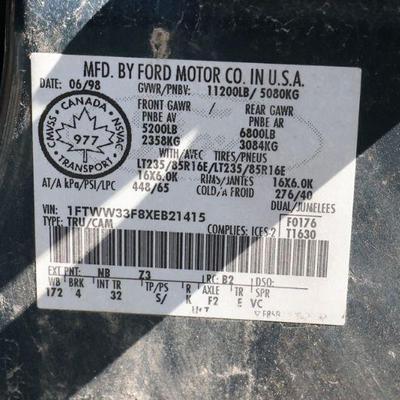 MFD. BY FORD MOTOR CO. IN U.S.A.
DATE: 06/98 GVWR/PNBV: 11200LB/ 5080KG
FRONT GAWR/ REAR GAWR
PNBE AV PNBE AR
5200LB 6800LB
2358KG 3084KG
WITH/AVEC TIRES/PNEUS
LT235/85R16E/LT235/85R16E
16X6.0K RIMS/JANTES 16X6.0K
AT/A kPa/PSI/LPC 448/65 COLD/A FROID 276/40
DUAL/JUMELEES
CMVSS CANADA NSVAC
977
TRANSPORT
VIN: 1FTWW33F8XEB21415 F0176
TYPE: TRU/CAM COMPLIES: ICES-2 T1630
EXT PNT: NB Z3 RC: B2 DSO:
WB BRK INT TR TP/PS R AXLE TR SPR
172 4 32 S/ K F2 E VC